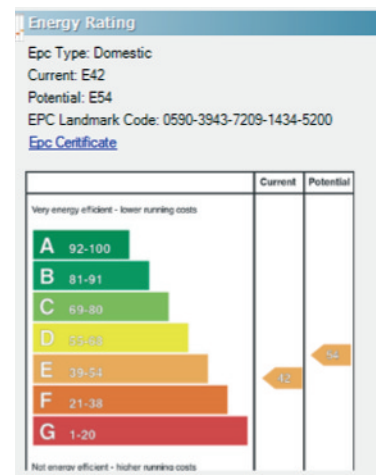 Energy Rating
Epc Type: Domestic
Current: E42
Potential: E54
EPC Landmark Code: 0590-3943-7209-1434-5200
Epc Certificate
Current Potential
Very energy efficient - lower running costs
A 92-100
B 81-91
C 69-80
D 55-68
E 39-54
54
42
F 21-38
G 1-20
Not energy efficient - higher running costs